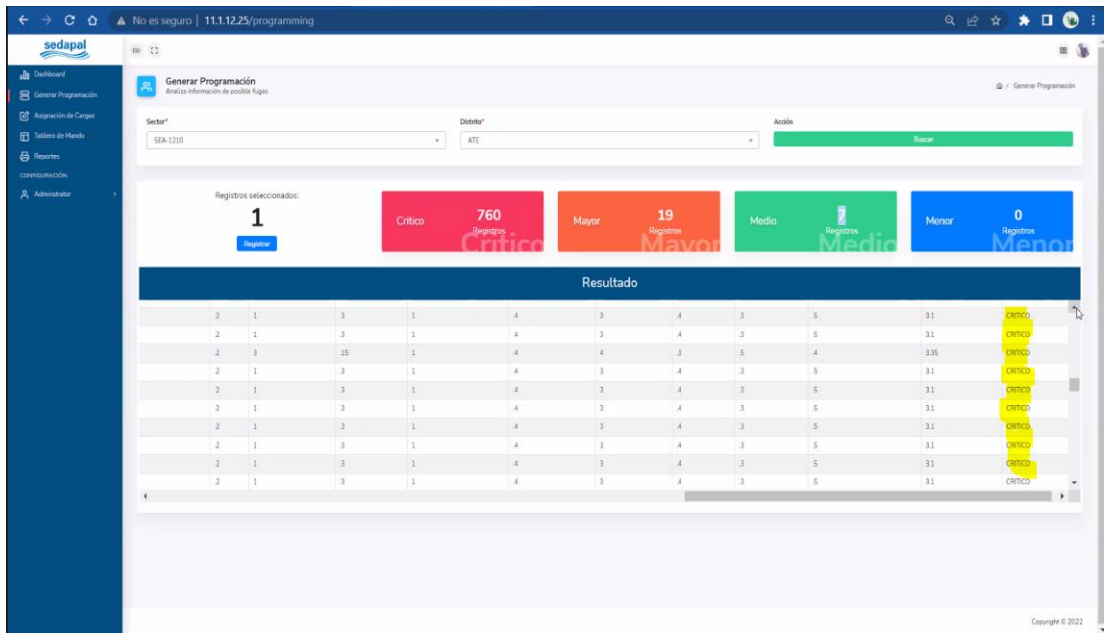 No es seguro | 11.1.12.25/programming
sedapal
Dashboard
Generar Programación
Asignación de Cargas
Tablero de Mando
Reportes
CONFIGURACIÓN
Adminstrator
Generar Programación
Analiza información de posible fugas
/ Generar Programación
Sector* Distrito* Acción
SEA-1210 ATE Buscar
Registros seleccionados:
1
Registrar
Critico 760 Registros Critico
Mayor 19 Registros Mayor
Medio 7 Registros Medio
Menor 0 Registros Menor
Resultado
.2 1 .3 1 .4 3 .4 .3 .5 3.1 CRITICO
.2 1 .3 1 .4 3 .4 .3 .5 3.1 CRITICO
.2 3 .15 1 .4 4 .3 .5 .4 3.35 CRITICO
.2 1 .3 1 .4 3 .4 .3 .5 3.1 CRITICO
.2 1 .3 1 .4 3 .4 .3 .5 3.1 CRITICO
.2 1 .3 1 .4 3 .4 .3 .5 3.1 CRITICO
.2 1 .3 1 .4 3 .4 .3 .5 3.1 CRITICO
.2 1 .3 1 .4 3 .4 .3 .5 3.1 CRITICO
.2 1 .3 1 .4 3 .4 .3 .5 3.1 CRITICO
.2 1 .3 1 .4 3 .4 .3 .5 3.1 CRITICO
Copyright © 2022